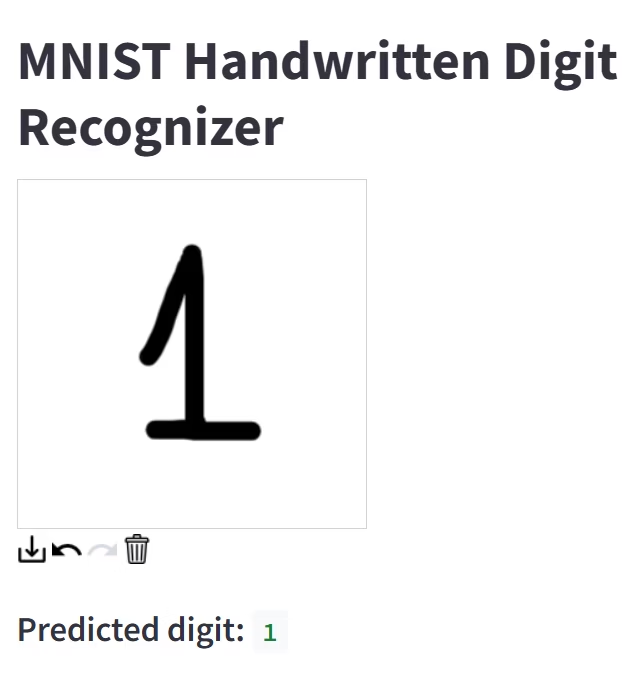 MNIST Handwritten Digit
Recognizer
1
Predicted digit: 1